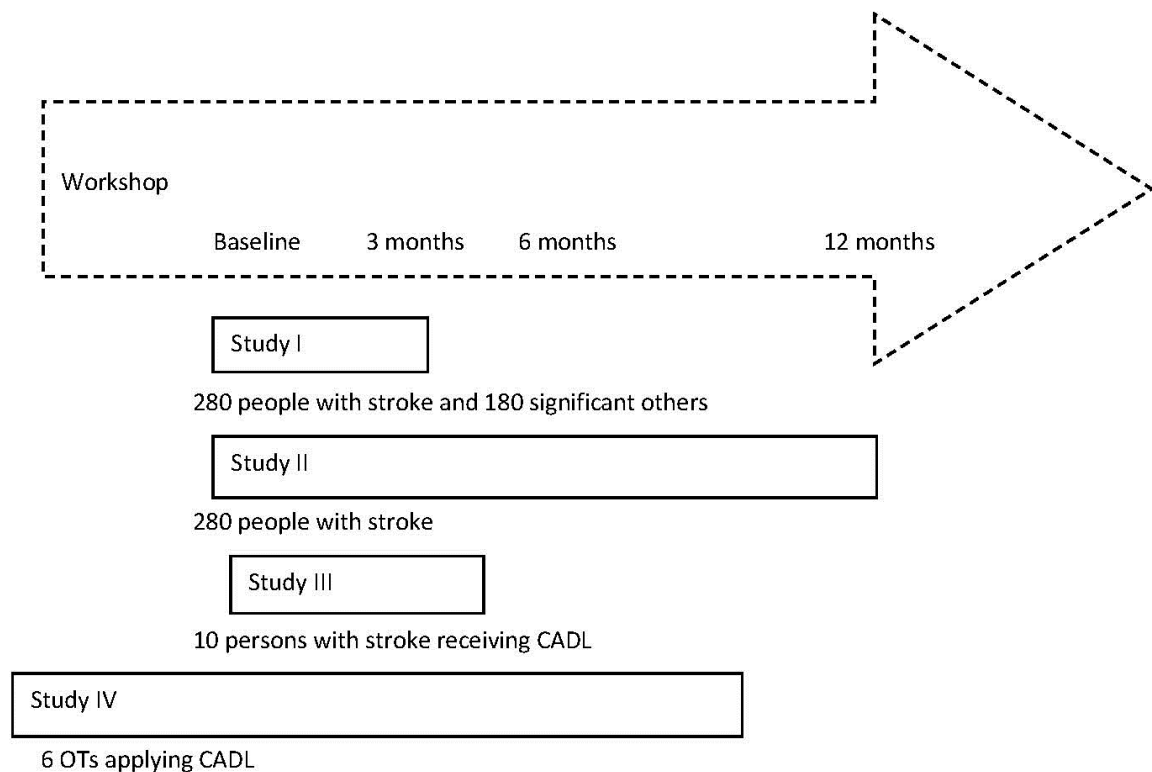 Workshop
Baseline 3 months 6 months 12 months
Study I
280 people with stroke and 180 significant others
Study II
280 people with stroke
Study III
10 persons with stroke receiving CADL
Study IV
6 OTs applying CADL